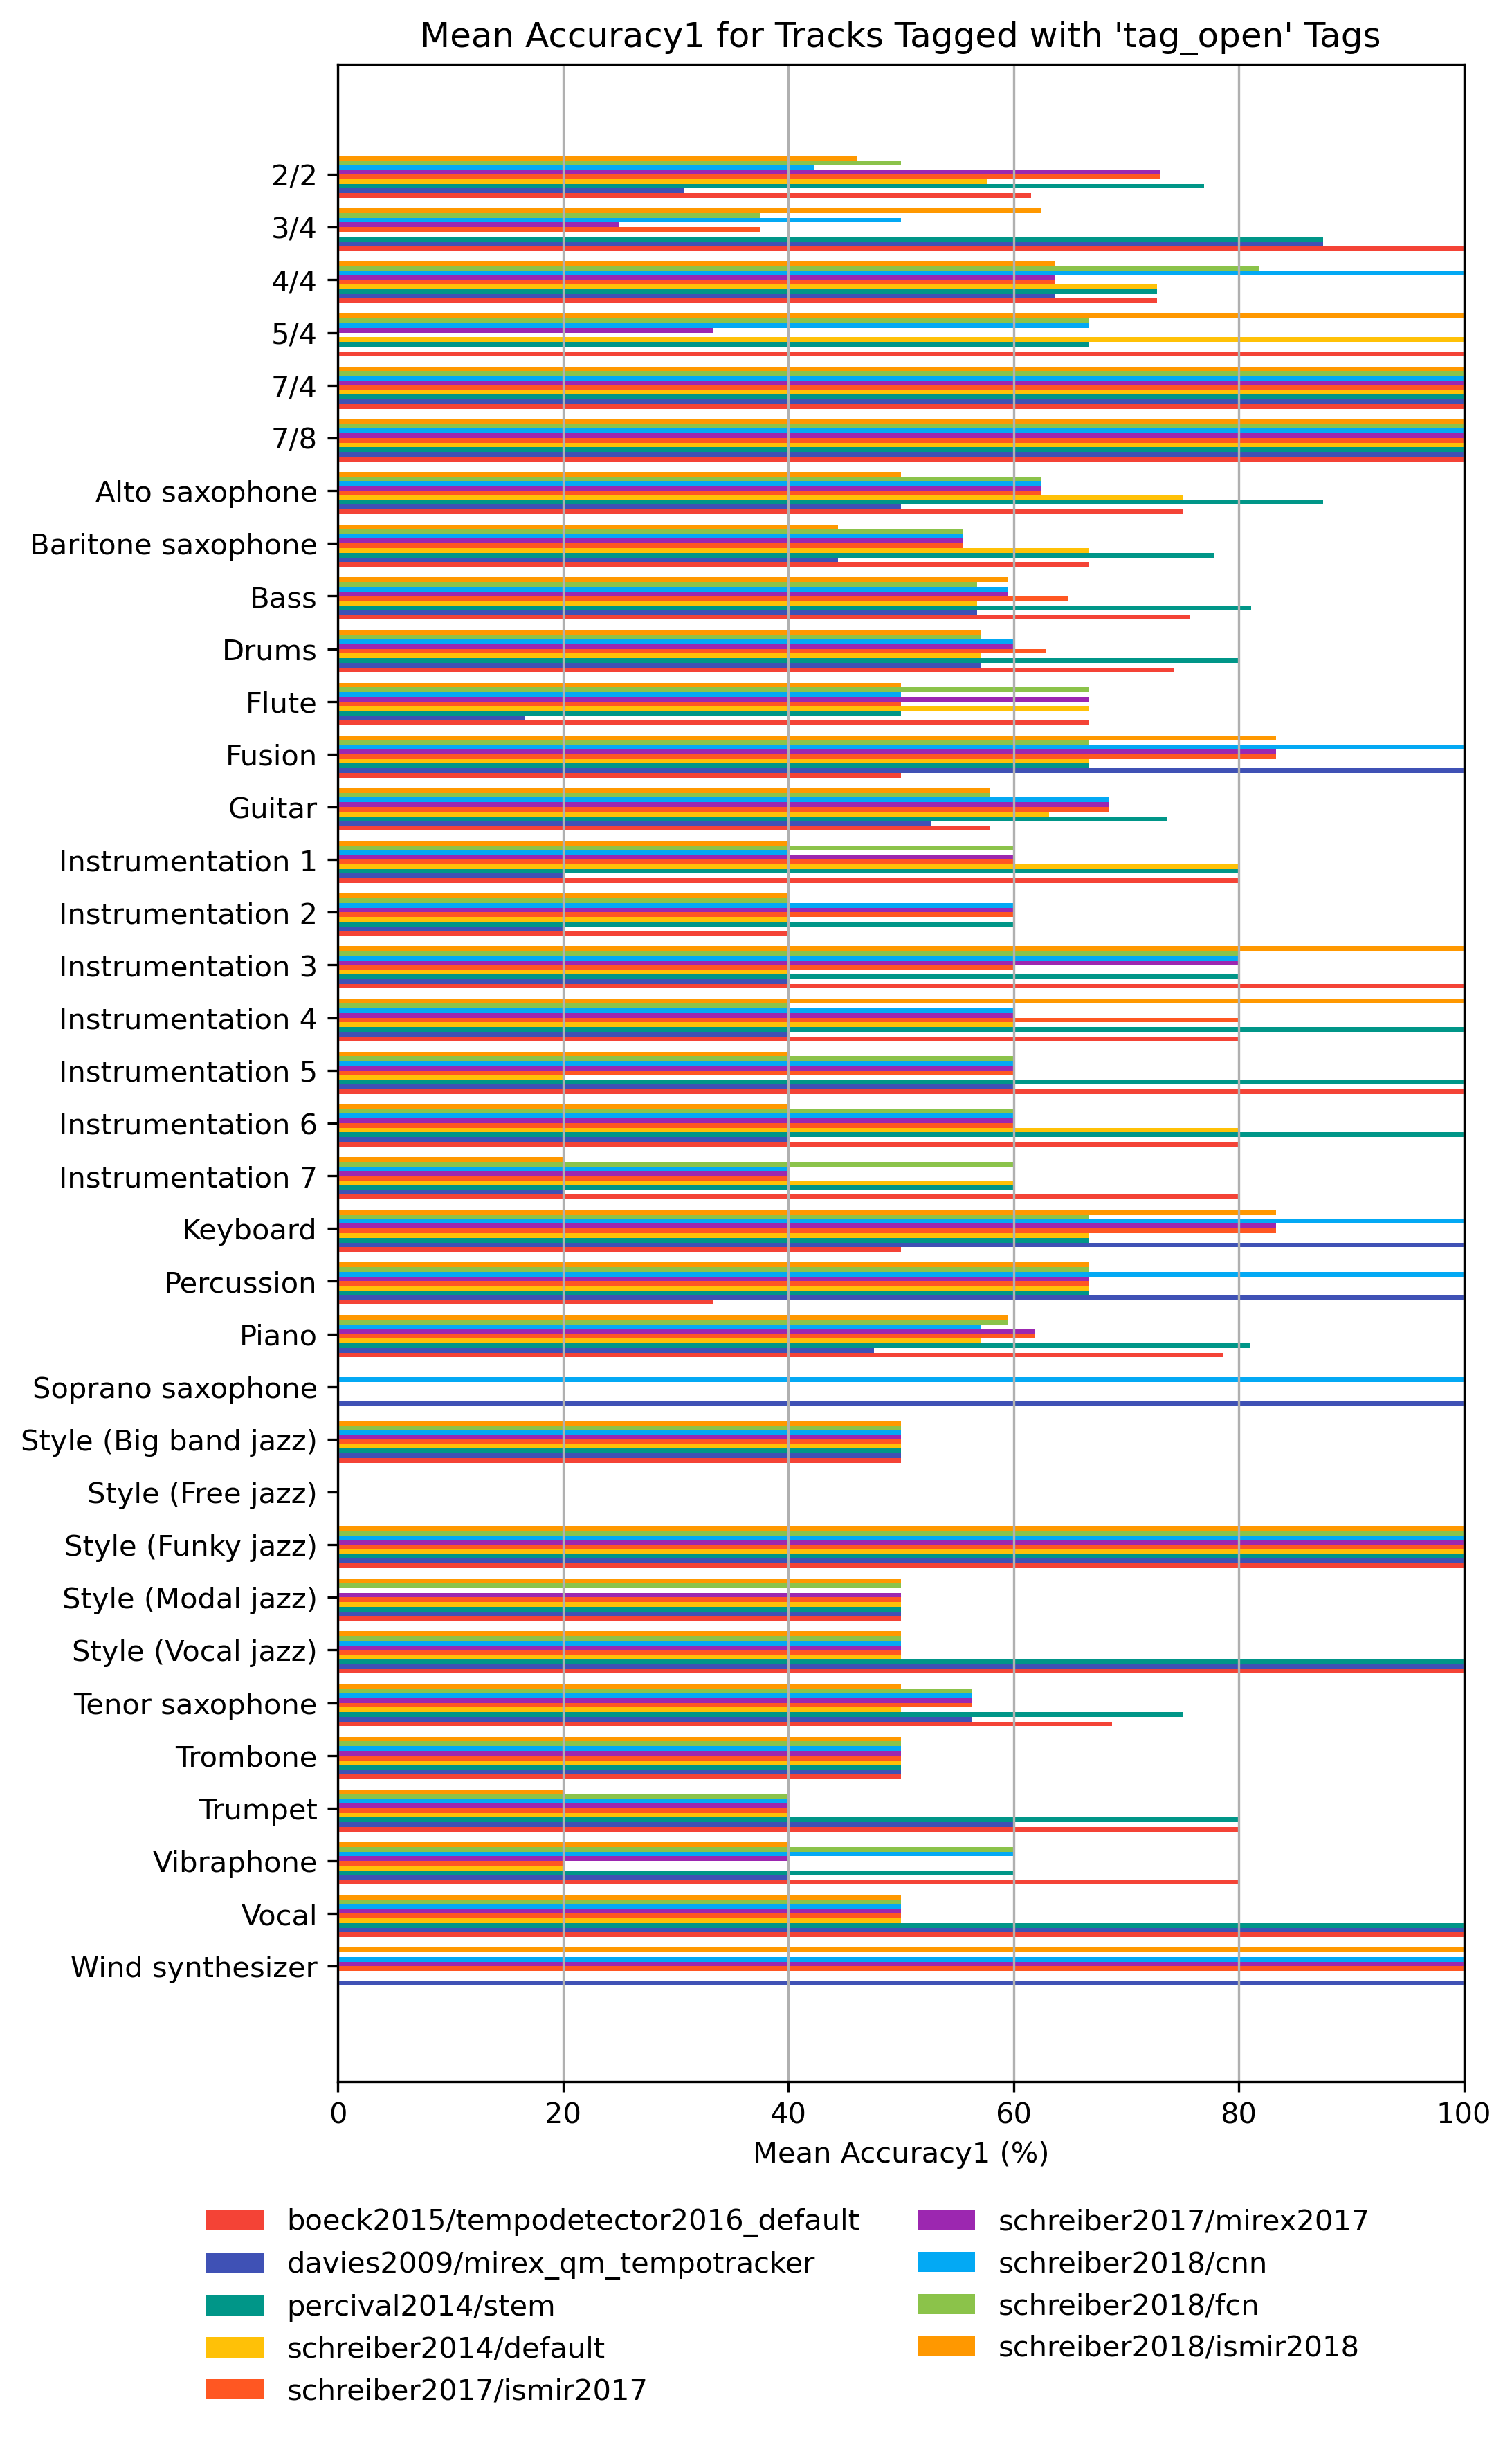 Mean Accuracy1 for Tracks Tagged with 'tag_open' Tags
2/2
3/4
4/4
5/4
7/4
7/8
Alto saxophone
Baritone saxophone
Bass
Drums
Flute
Fusion
Guitar
Instrumentation 1
Instrumentation 2
Instrumentation 3
Instrumentation 4
Instrumentation 5
Instrumentation 6
Instrumentation 7
Keyboard
Percussion
Piano
Soprano saxophone
Style (Big band jazz)
Style (Free jazz)
Style (Funky jazz)
Style (Modal jazz)
Style (Vocal jazz)
Tenor saxophone
Trombone
Trumpet
Vibraphone
Vocal
Wind synthesizer
0 20 40 60 80 100
Mean Accuracy1 (%)
boeck2015/tempodetector2016_default
davies2009/mirex_qm_tempotracker
percival2014/stem
schreiber2014/default
schreiber2017/ismir2017
schreiber2017/mirex2017
schreiber2018/cnn
schreiber2018/fcn
schreiber2018/ismir2018